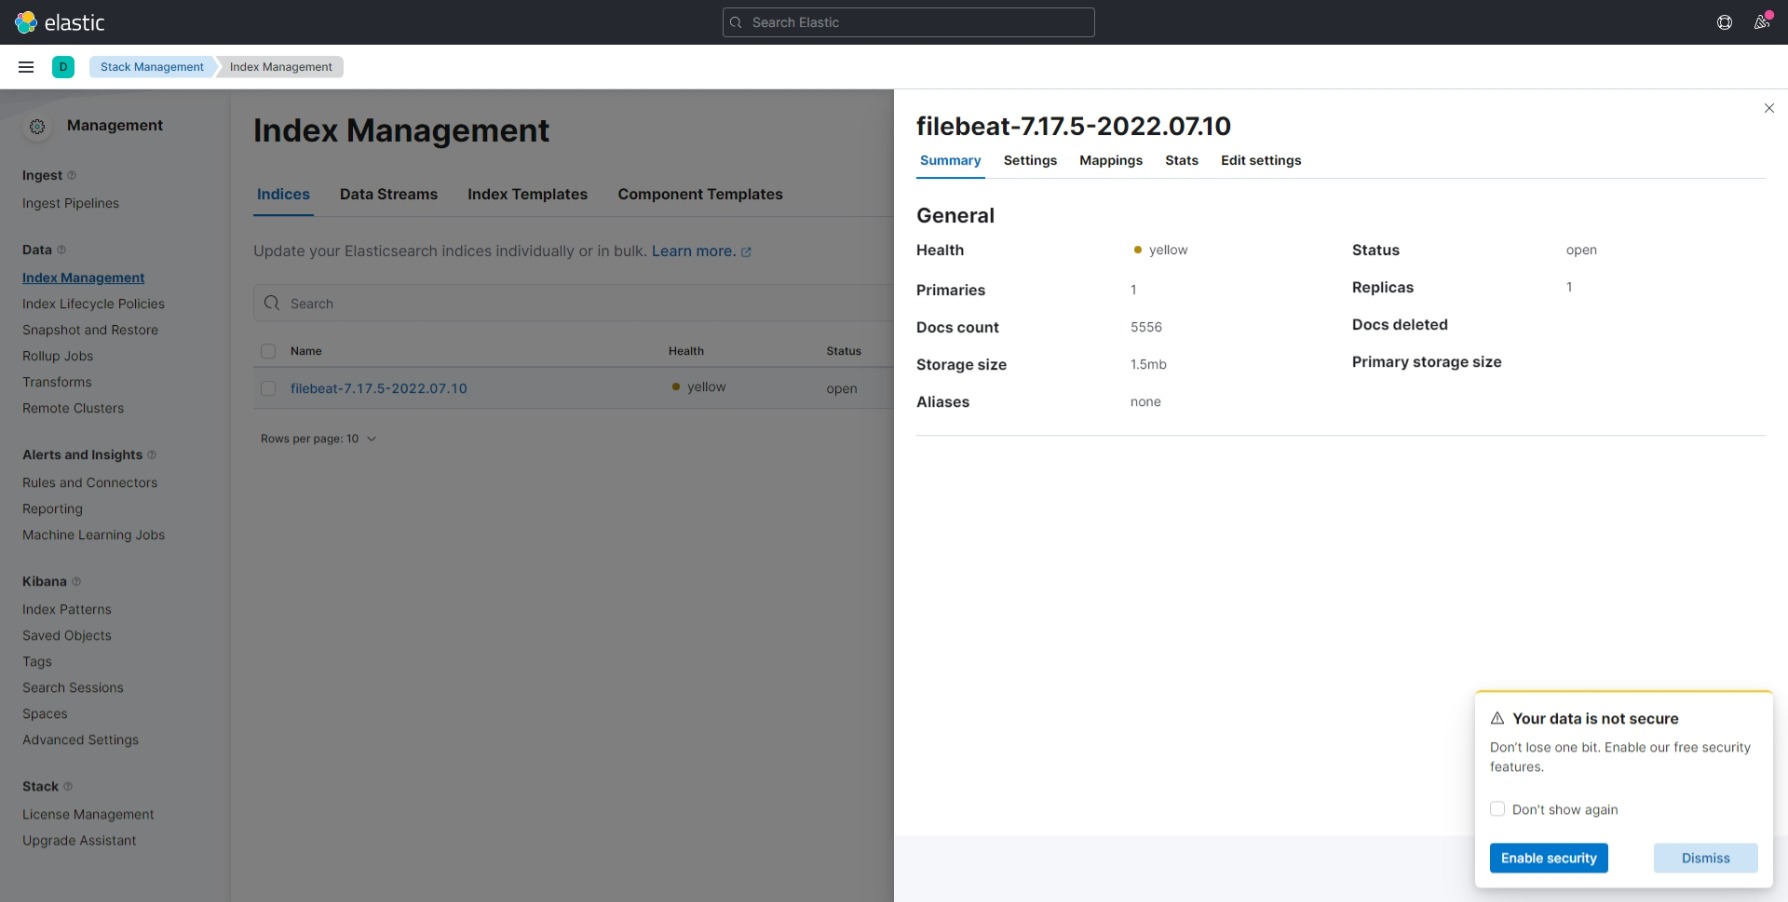 elastic
Search Elastic
D
Stack Management
Index Management
Management
Ingest
Ingest Pipelines
Data
Index Management
Index Lifecycle Policies
Snapshot and Restore
Rollup Jobs
Transforms
Remote Clusters
Alerts and Insights
Rules and Connectors
Reporting
Machine Learning Jobs
Kibana
Index Patterns
Saved Objects
Tags
Search Sessions
Spaces
Advanced Settings
Stack
License Management
Upgrade Assistant
Index Management
Indices Data Streams Index Templates Component Templates
Update your Elasticsearch indices individually or in bulk. Learn more.
Search
Name Health Status
filebeat-7.17.5-2022.07.10 yellow open
Rows per page: 10
filebeat-7.17.5-2022.07.10
Summary Settings Mappings Stats Edit settings
General
Health yellow
Primaries 1
Docs count 5556
Storage size 1.5mb
Aliases none
Status open
Replicas 1
Docs deleted
Primary storage size
Your data is not secure
Don't lose one bit. Enable our free security
features.
Don't show again
Enable security Dismiss